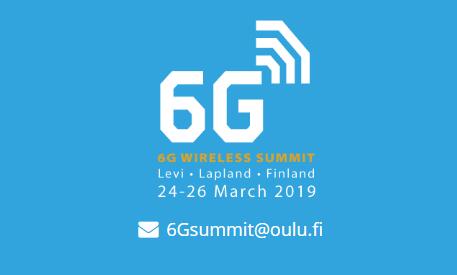 6G
6G WIRELESS SUMMIT
Levi • Lapland • Finland
24-26 March 2019
6Gsummit@oulu.fi